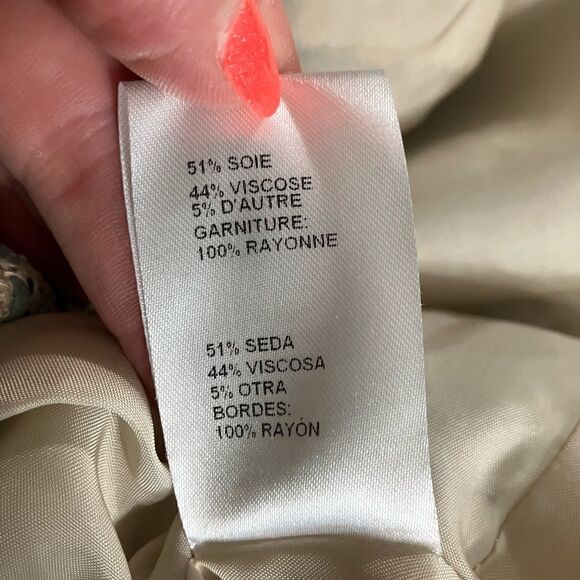 51% SOIE
44% VISCOSE
5% D'AUTRE
GARNITURE:
100% RAYONNE
51% SEDA
44% VISCOSA
5% OTRA
BORDES:
100% RAYÓN